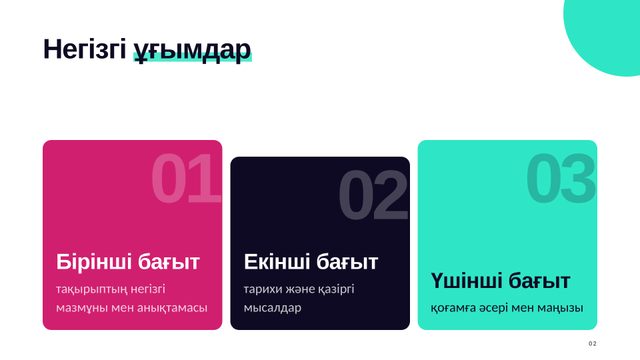 Негізгі ұғымдар
01
Бірінші бағыт
тақырыптың негізгі
мазмұны мен анықтамасы
02
Екінші бағыт
тарихи және қазіргі
мысалдар
03
Үшінші бағыт
қоғамға әсері мен маңызы
02